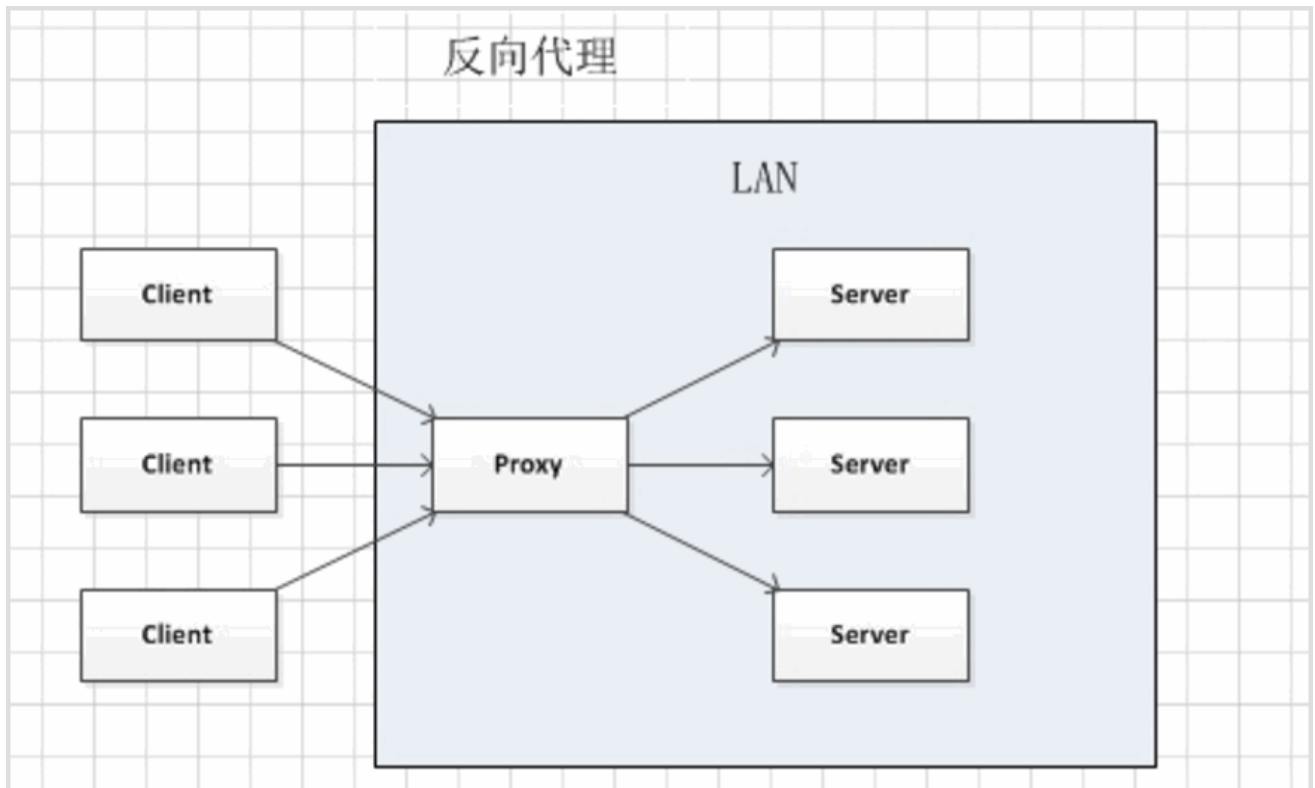 反向代理
LAN
Client
Server
Client
Proxy
Server
Client
Server